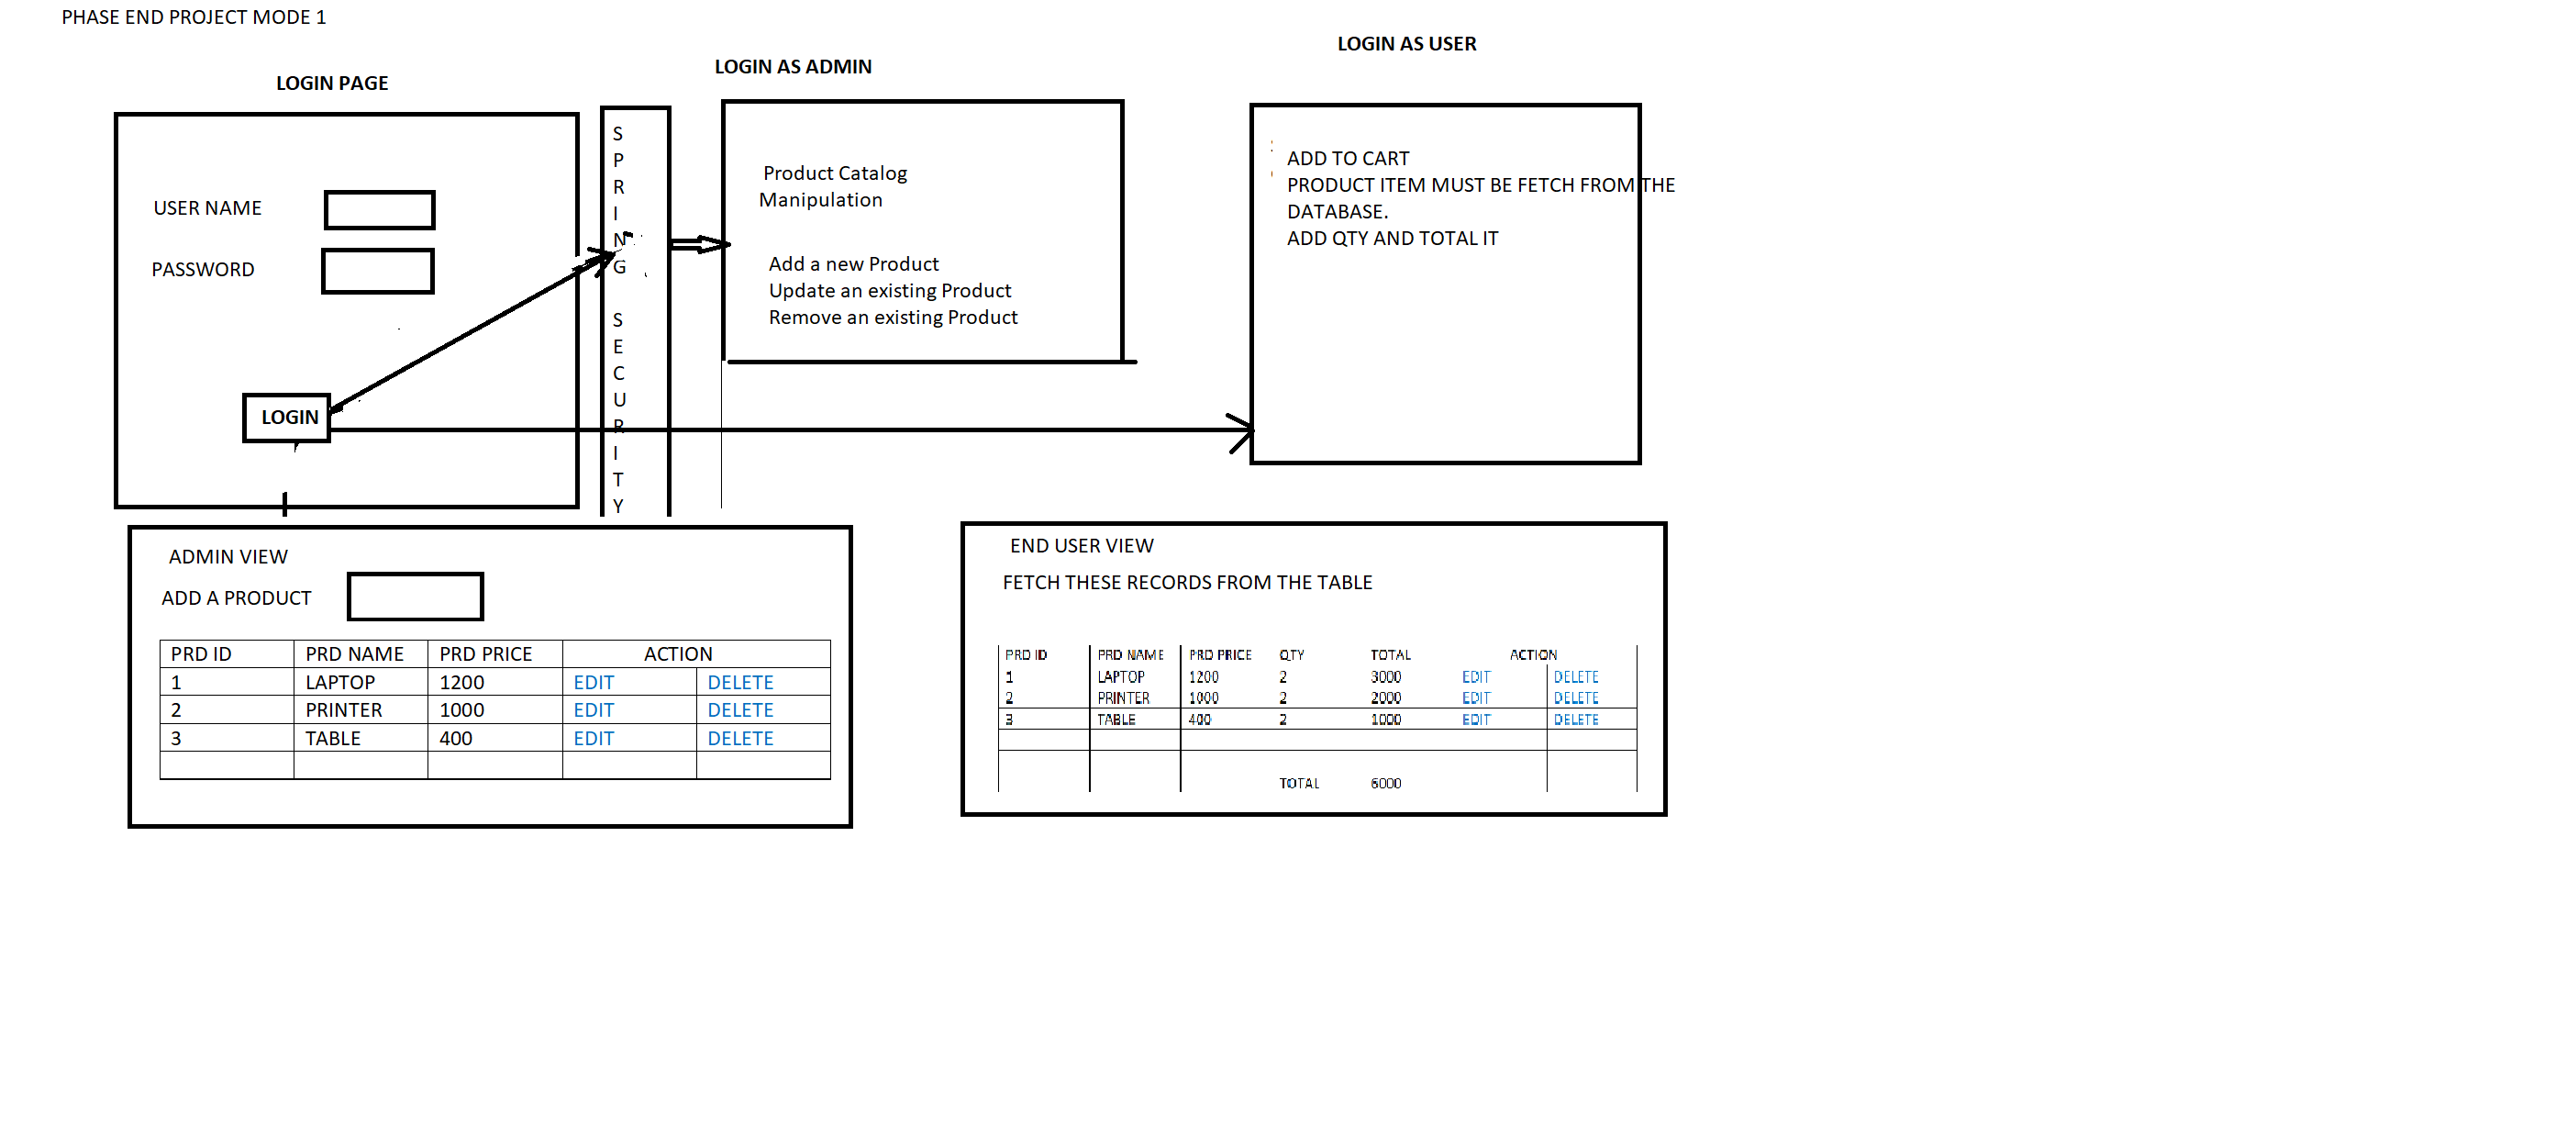 PHASE END PROJECT MODE 1
LOGIN PAGE
LOGIN AS ADMIN
LOGIN AS USER
USER NAME
PASSWORD
LOGIN
S
P
R
I
N
G
S
E
C
U
R
I
T
Y
Product Catalog
Manipulation
Add a new Product
Update an existing Product
Remove an existing Product
ADD TO CART
PRODUCT ITEM MUST BE FETCH FROM THE
DATABASE.
ADD QTY AND TOTAL IT
ADMIN VIEW
ADD A PRODUCT
PRD ID PRD NAME PRD PRICE ACTION
1 LAPTOP 1200 EDIT DELETE
2 PRINTER 1000 EDIT DELETE
3 TABLE 400 EDIT DELETE
END USER VIEW
FETCH THESE RECORDS FROM THE TABLE
PRD ID PRD NAME PRD PRICE QTY TOTAL ACTION
1 LAPTOP 1200 2 3000 EDIT DELETE
2 PRINTER 1000 2 2000 EDIT DELETE
3 TABLE 400 2 1000 EDIT DELETE
TOTAL 6000